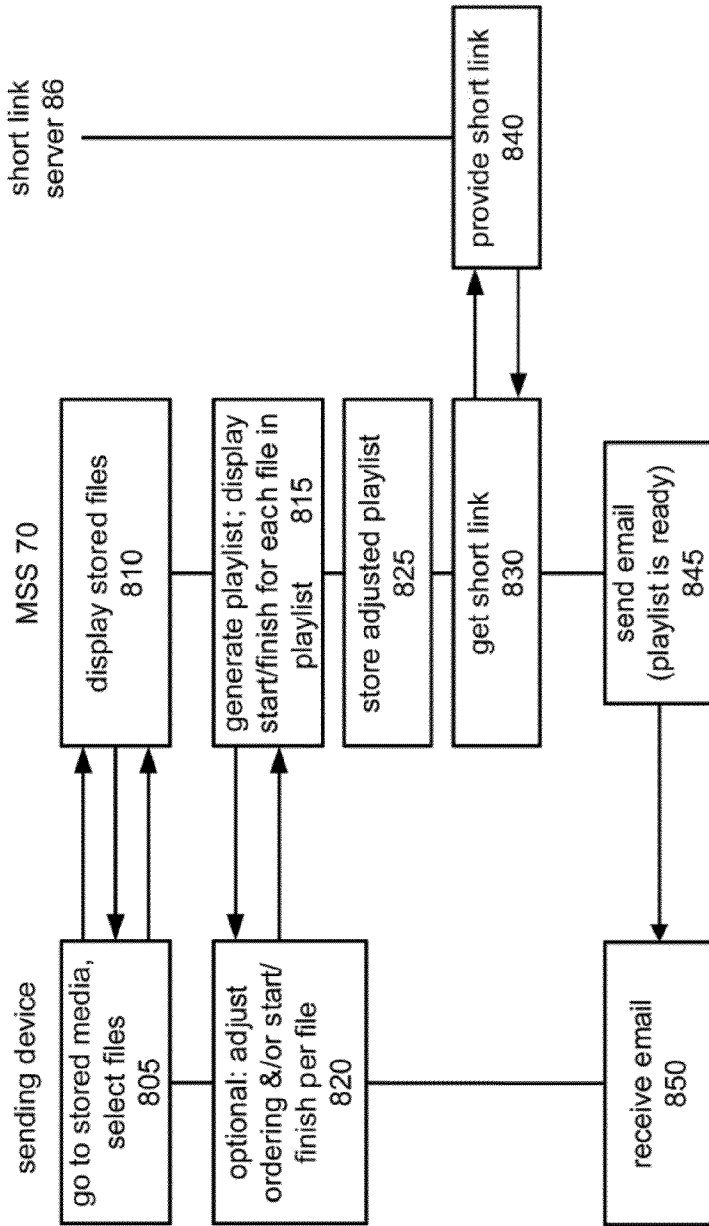 sending device
MSS 70
short link
server 86
go to stored media,
select files
805
display stored files
810
optional: adjust
ordering &/or start/
finish per file
820
generate playlist; display
start/finish for each file in
playlist 815
store adjusted playlist
825
get short link
830
provide short link
840
send email
(playlist is ready)
845
receive email
850